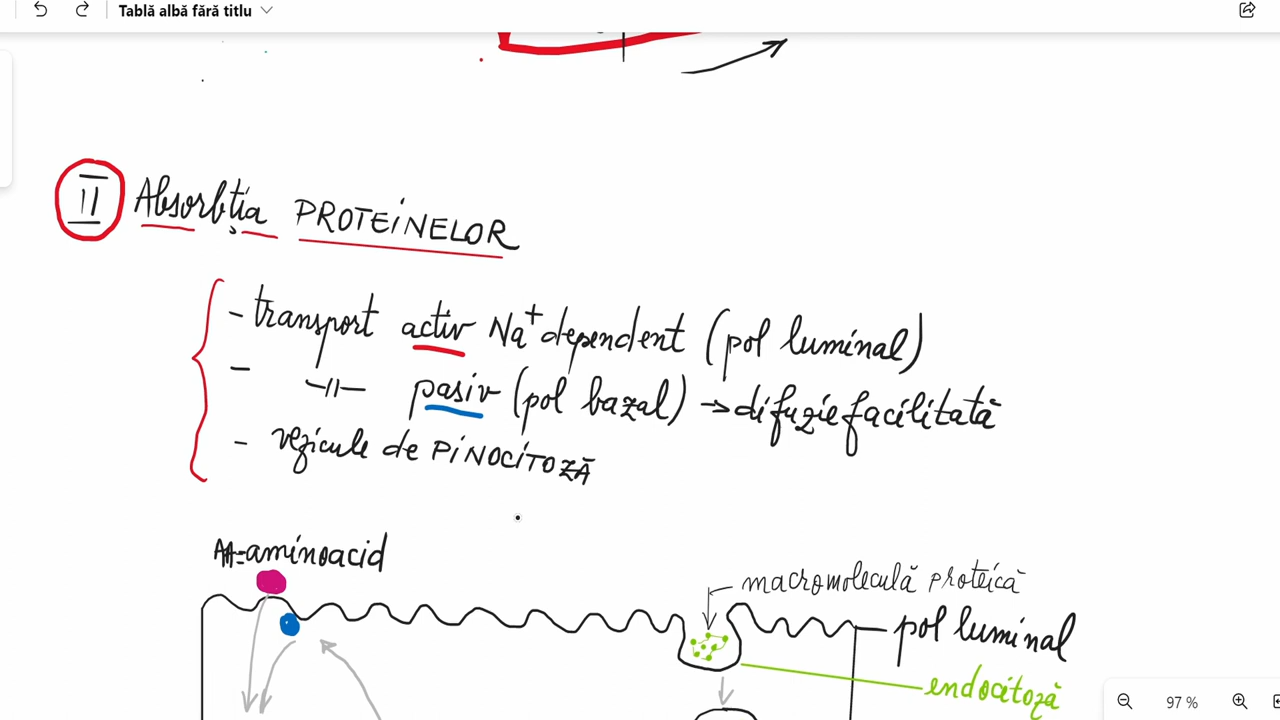 Tablă albă fără titlu
II Absorbția PROTEINELOR
- transport activ Na+ dependent (pol luminal)
- -//- pasiv (pol bazal) → difuzie facilitată
- vezicule de PINOCITOZĂ
AA=aminoacid
macromoleculă proteică
pol luminal
endocitoză
97 %